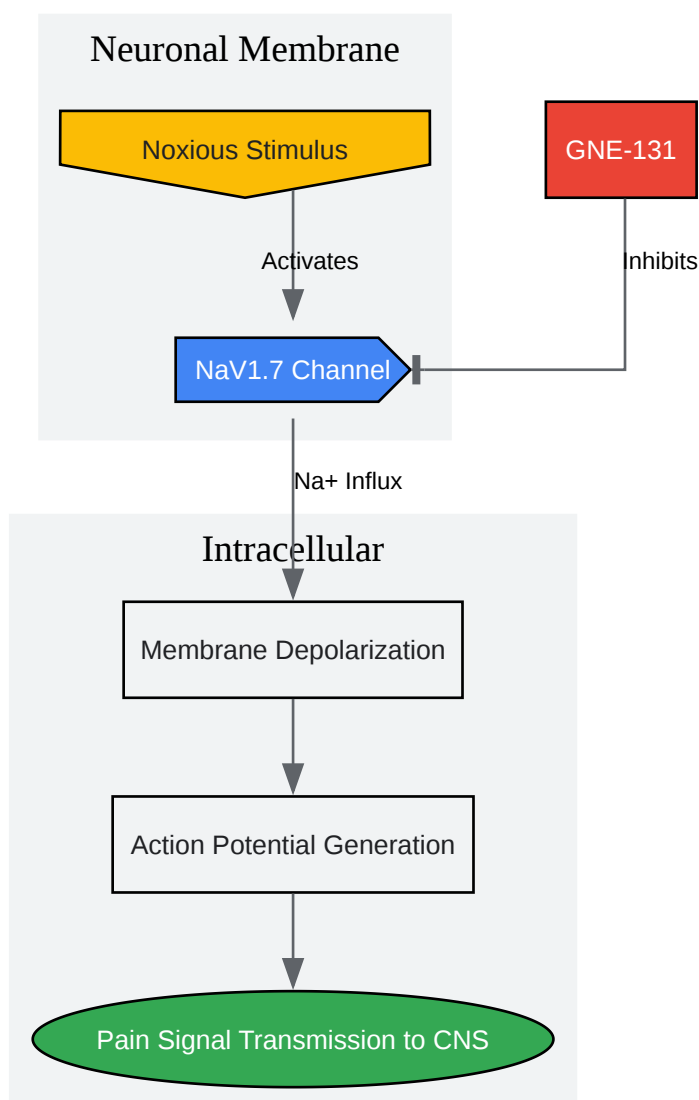 Neuronal Membrane
Noxious Stimulus
GNE-131
Activates
Inhibits
NaV1.7 Channel
Na+ Influx
Intracellular
Membrane Depolarization
Action Potential Generation
Pain Signal Transmission to CNS